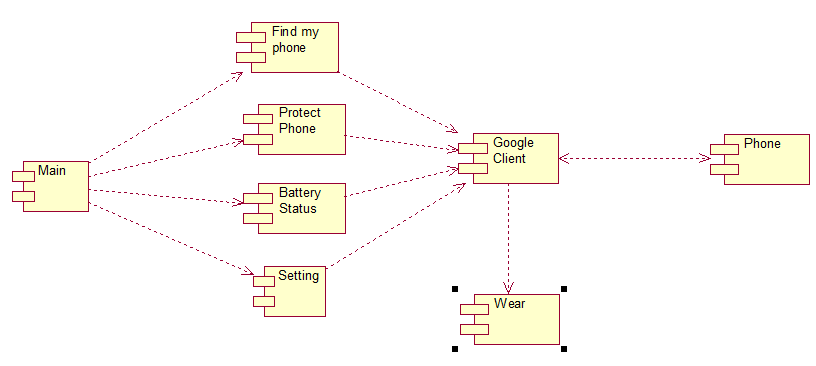 Find my
phone
Protect
Phone
Main
Battery
Status
Setting
Google
Client
Phone
Wear